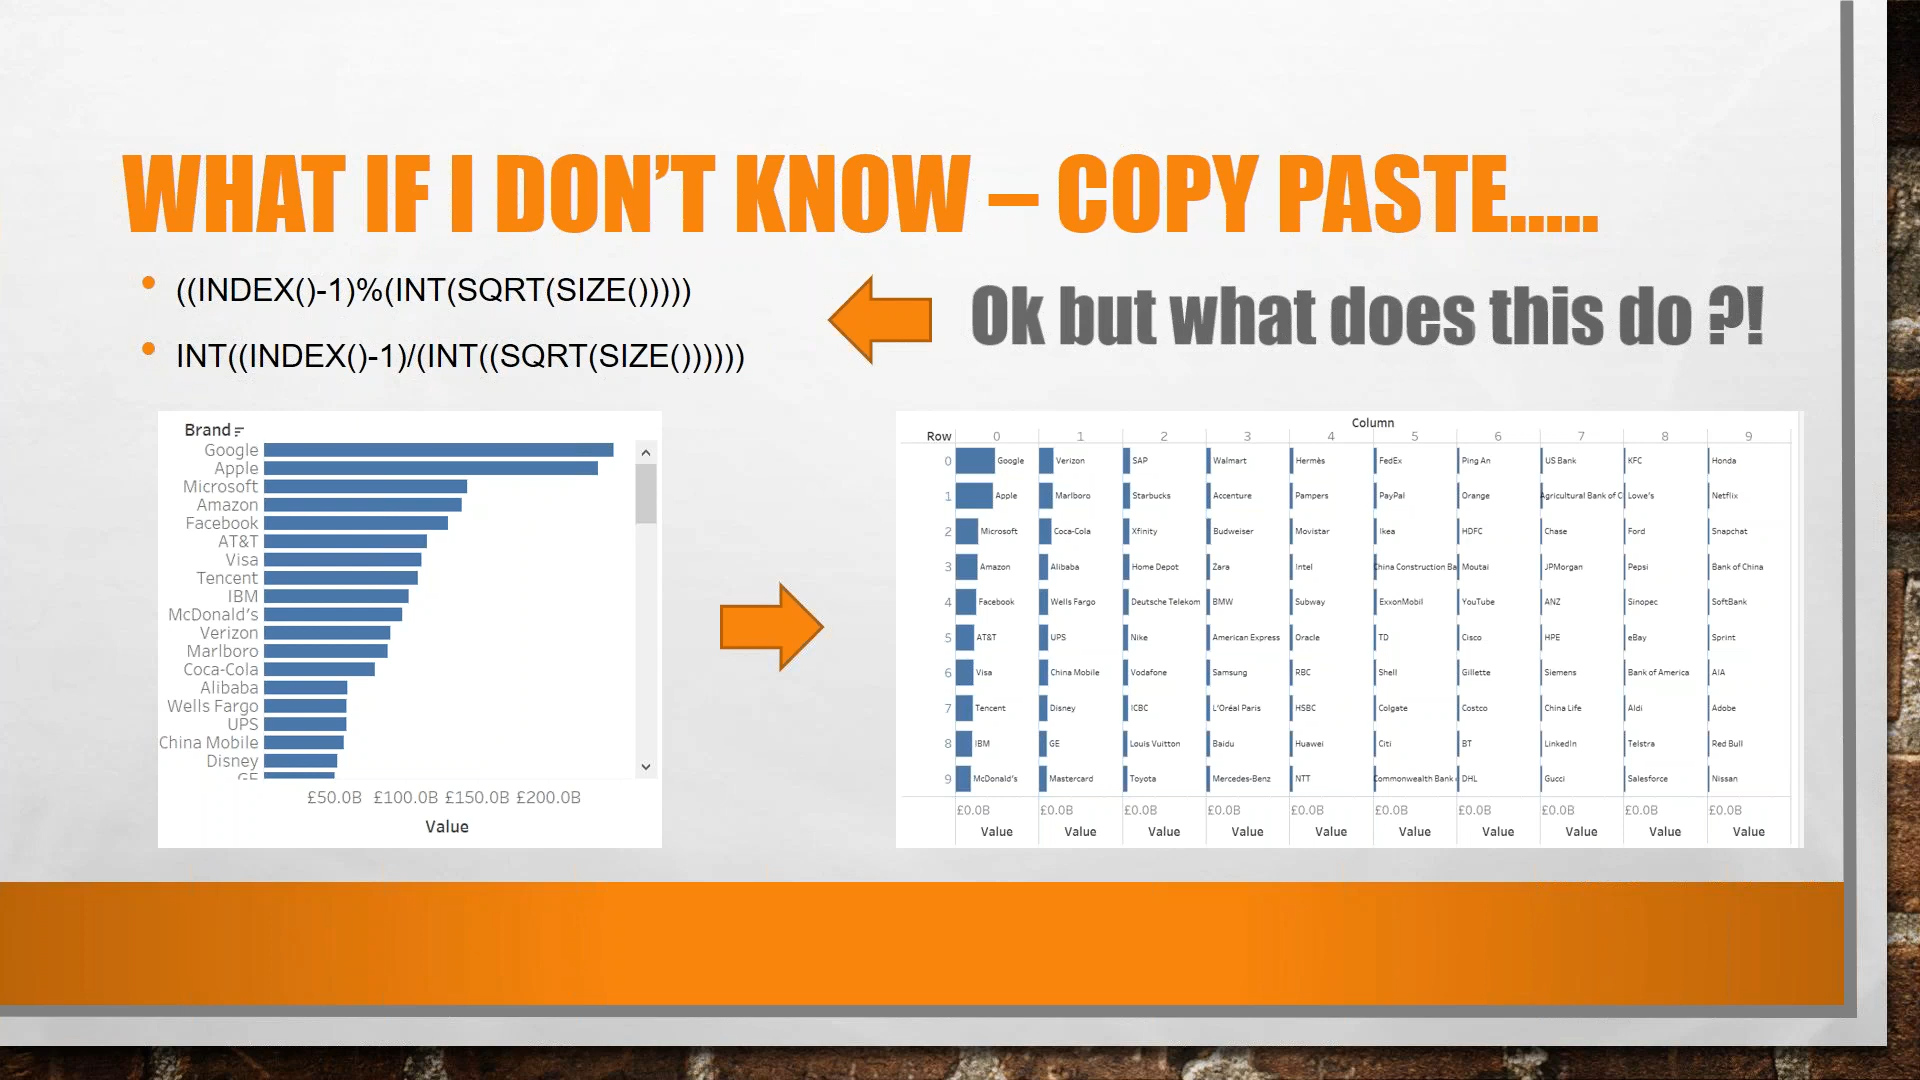 WHAT IF I DON'T KNOW – COPY PASTE.....
• ((INDEX()-1)%(INT(SQRT(SIZE()))))
• INT((INDEX()-1)/(INT((SQRT(SIZE())))))
Ok but what does this do ?!
Brand
Google
Apple
Microsoft
Amazon
Facebook
AT&T
Visa
Tencent
IBM
McDonald's
Verizon
Marlboro
Coca-Cola
Alibaba
Wells Fargo
UPS
China Mobile
Disney
GE
£50.0B £100.0B £150.0B £200.0B
Value
Column
Row 0 1 2 3 4 5 6 7 8 9
0 Google Verizon SAP Walmart Hermès FedEx Ping An US Bank KFC Honda
1 Apple Marlboro Starbucks Accenture Pampers PayPal Orange Agricultural Bank of C Lowe's Netflix
2 Microsoft Coca-Cola Xfinity Budweiser Movistar Ikea HDFC Chase Ford Snapchat
3 Amazon Alibaba Home Depot Zara Intel China Construction Ba Moutai JPMorgan Pepsi Bank of China
4 Facebook Wells Fargo Deutsche Telekom BMW Subway ExxonMobil YouTube ANZ Sinopec SoftBank
5 AT&T UPS Nike American Express Oracle TD Cisco HPE eBay Sprint
6 Visa China Mobile Vodafone Samsung RBC Shell Gillette Siemens Bank of America AIA
7 Tencent Disney ICBC L'Oréal Paris HSBC Colgate Costco China Life Aldi Adobe
8 IBM GE Louis Vuitton Baidu Huawei Citi BT LinkedIn Telstra Red Bull
9 McDonald's Mastercard Toyota Mercedes-Benz NTT Commonwealth Bank DHL Gucci Salesforce Nissan
£0.0B £0.0B £0.0B £0.0B £0.0B £0.0B £0.0B £0.0B £0.0B £0.0B
Value Value Value Value Value Value Value Value Value Value